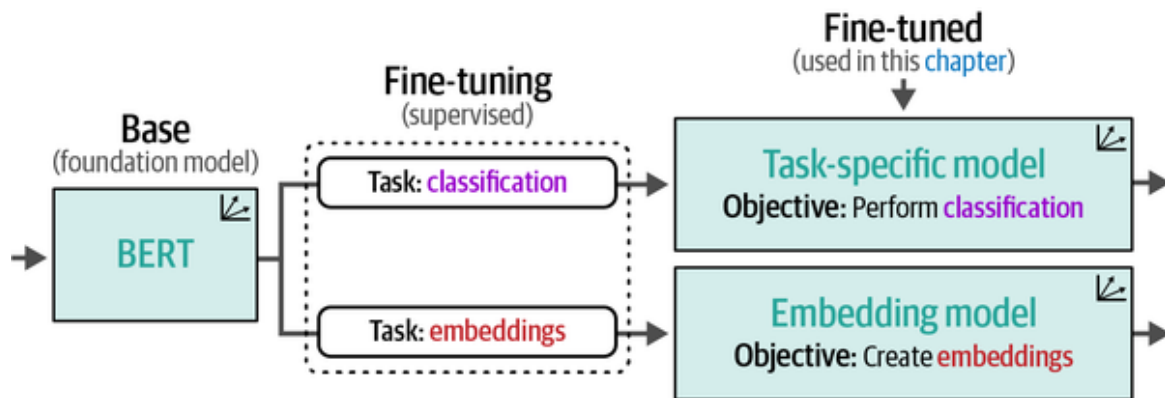 Base
(foundation model)
BERT
Fine-tuning
(supervised)
Task: classification
Task: embeddings
Fine-tuned
(used in this chapter)
Task-specific model
Objective: Perform classification
Embedding model
Objective: Create embeddings